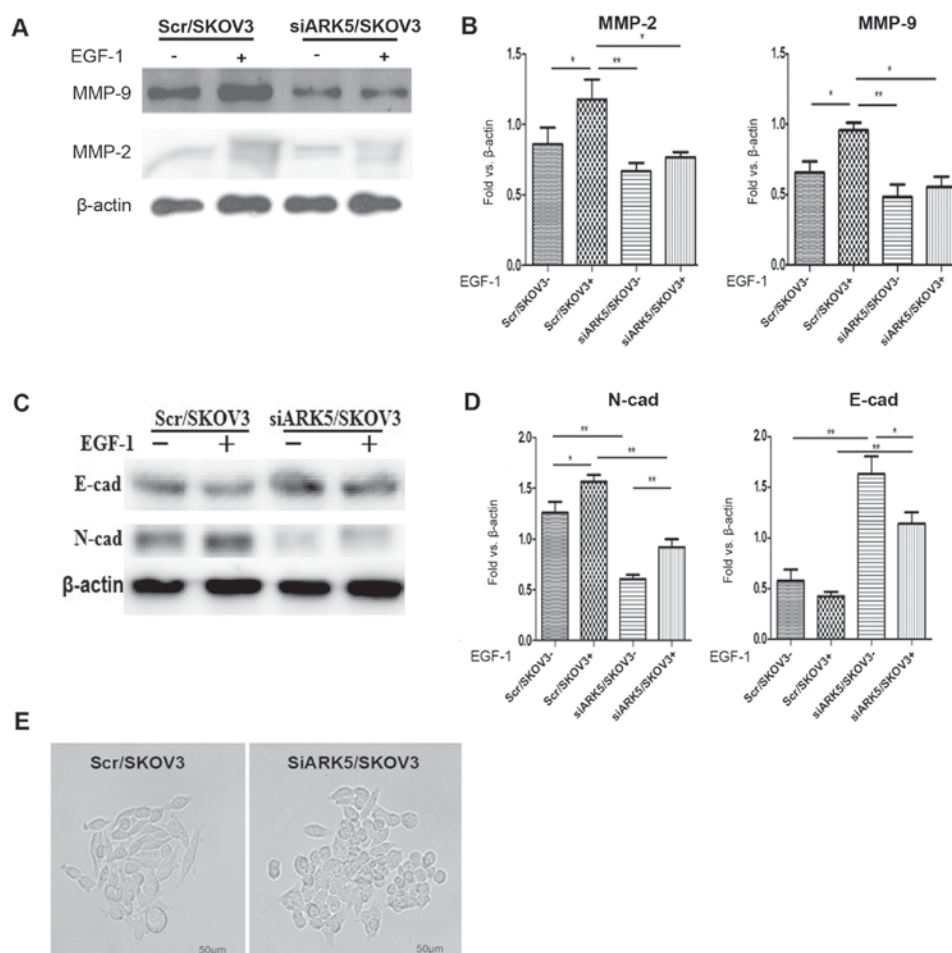 A
Scr/SKOV3 siARK5/SKOV3
EGF-1 - + - +
MMP-9
MMP-2
β-actin
B
MMP-2
Fold vs. β-actin
1.5
1.0
0.5
0.0
* ** *
EGF-1
Scr/SKOV3-
Scr/SKOV3+
siARK5/SKOV3-
siARK5/SKOV3+
MMP-9
Fold vs. β-actin
1.5
1.0
0.5
0.0
* ** *
EGF-1
Scr/SKOV3-
Scr/SKOV3+
siARK5/SKOV3-
siARK5/SKOV3+
C
Scr/SKOV3 siARK5/SKOV3
EGF-1 − + − +
E-cad
N-cad
β-actin
D
N-cad
Fold vs. β-actin
2.0
1.5
1.0
0.5
0.0
**
* **
**
EGF-1
Scr/SKOV3-
Scr/SKOV3+
siARK5/SKOV3-
siARK5/SKOV3+
E-cad
Fold vs. β-actin
2.0
1.5
1.0
0.5
0.0
** *
**
Scr/SKOV3-
Scr/SKOV3+
siARK5/SKOV3-
siARK5/SKOV3+
EGF-1
E
Scr/SKOV3
50μm
SiARK5/SKOV3
50μm